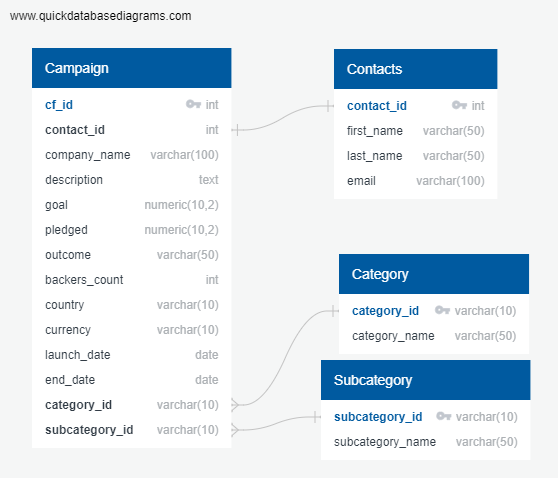 www.quickdatabasediagrams.com
Campaign
cf_id int
contact_id int
company_name varchar(100)
description text
goal numeric(10,2)
pledged numeric(10,2)
outcome varchar(50)
backers_count int
country varchar(10)
currency varchar(10)
launch_date date
end_date date
category_id varchar(10)
subcategory_id varchar(10)
Contacts
contact_id int
first_name varchar(50)
last_name varchar(50)
email varchar(100)
Category
category_id varchar(10)
category_name varchar(50)
Subcategory
subcategory_id varchar(10)
subcategory_name varchar(50)